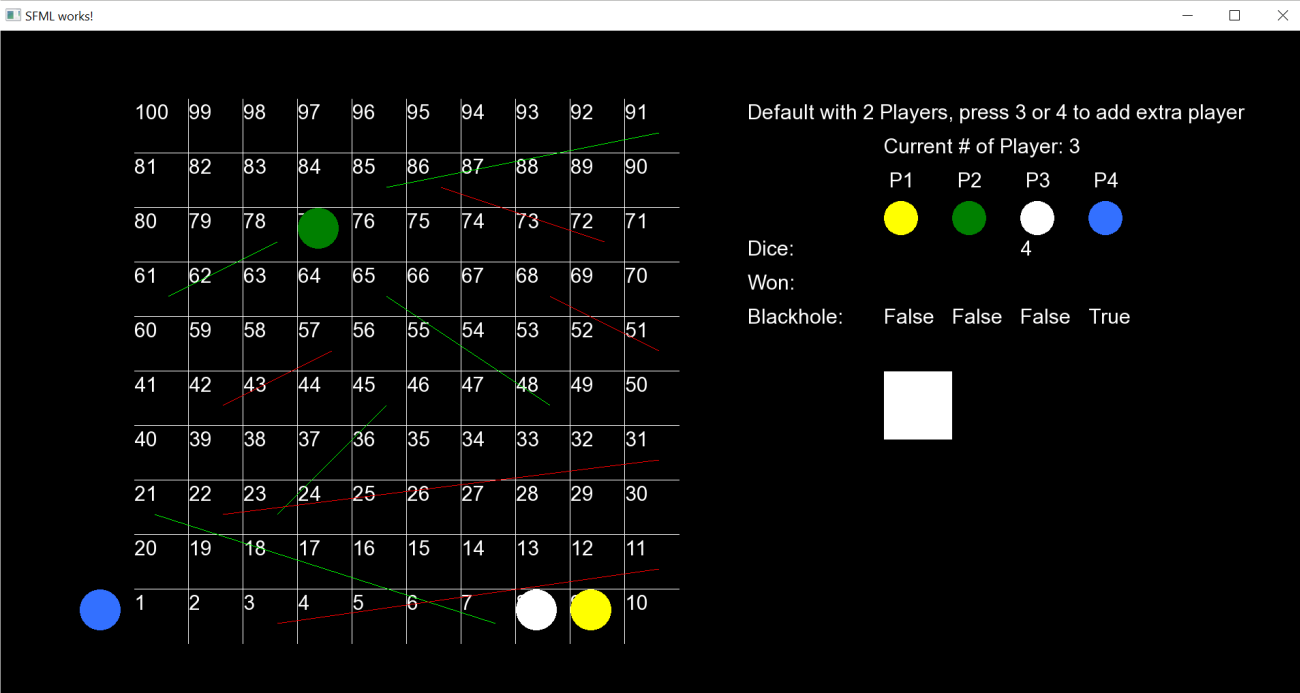 SFML works!
100 99 98 97 96 95 94 93 92 91
Default with 2 Players, press 3 or 4 to add extra player
Current # of Player: 3
81 82 83 84 85 86 87 88 89 90
P1 P2 P3 P4
80 79 78 76 75 74 73 72 71
Dice: 4
61 62 63 64 65 66 67 68 69 70
Won:
60 59 58 57 56 55 54 53 52 51
Blackhole: False False False True
41 42 43 44 45 46 47 48 49 50
40 39 38 37 36 35 34 33 32 31
21 22 23 24 25 26 27 28 29 30
20 19 18 17 16 15 14 13 12 11
1 2 3 4 5 6 7 10